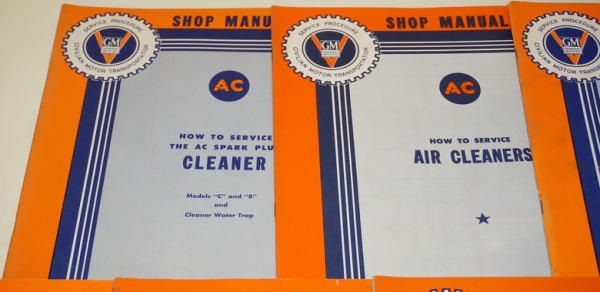 SHOP MANU
SERVICE PROCEDURE
GM
CIVILIAN MOTOR TRANSPORTATION
AC
HOW TO SERVICE
THE AC SPARK PLU
CLEANER
Models "C" and "B"
and
Cleaner Water Trap
SHOP MANUAL
SERVICE PROCEDURE
GM
CIVILIAN MOTOR TRANSPORTATION
AC
HOW TO SERVICE
AIR CLEANERS
SERVICE PROCEDURE
GM
CIVILIAN MOTOR TRANSPORTATION